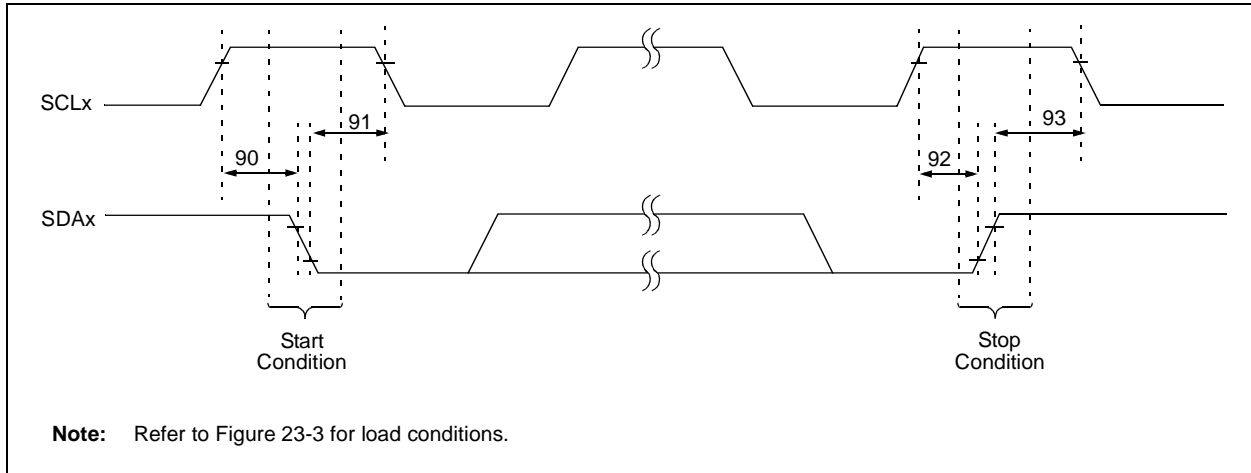 SCLx
91
93
90
92
SDAx
Start
Condition
Stop
Condition
Note: Refer to Figure 23-3 for load conditions.